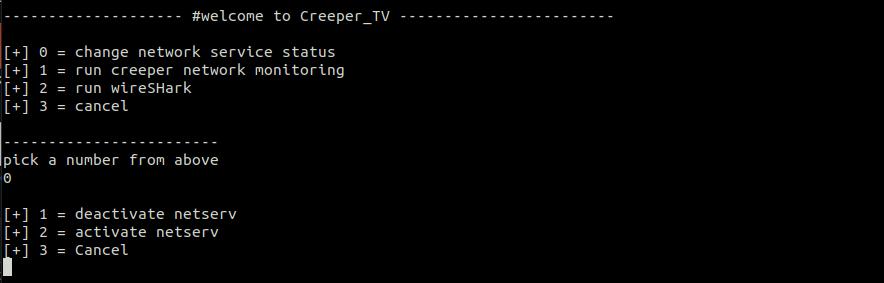 -------------------- #welcome to Creeper_TV ------------------------
[+] 0 = change network service status
[+] 1 = run creeper network monitoring
[+] 2 = run wireSHark
[+] 3 = cancel
------------------------
pick a number from above
0
[+] 1 = deactivate netserv
[+] 2 = activate netserv
[+] 3 = Cancel